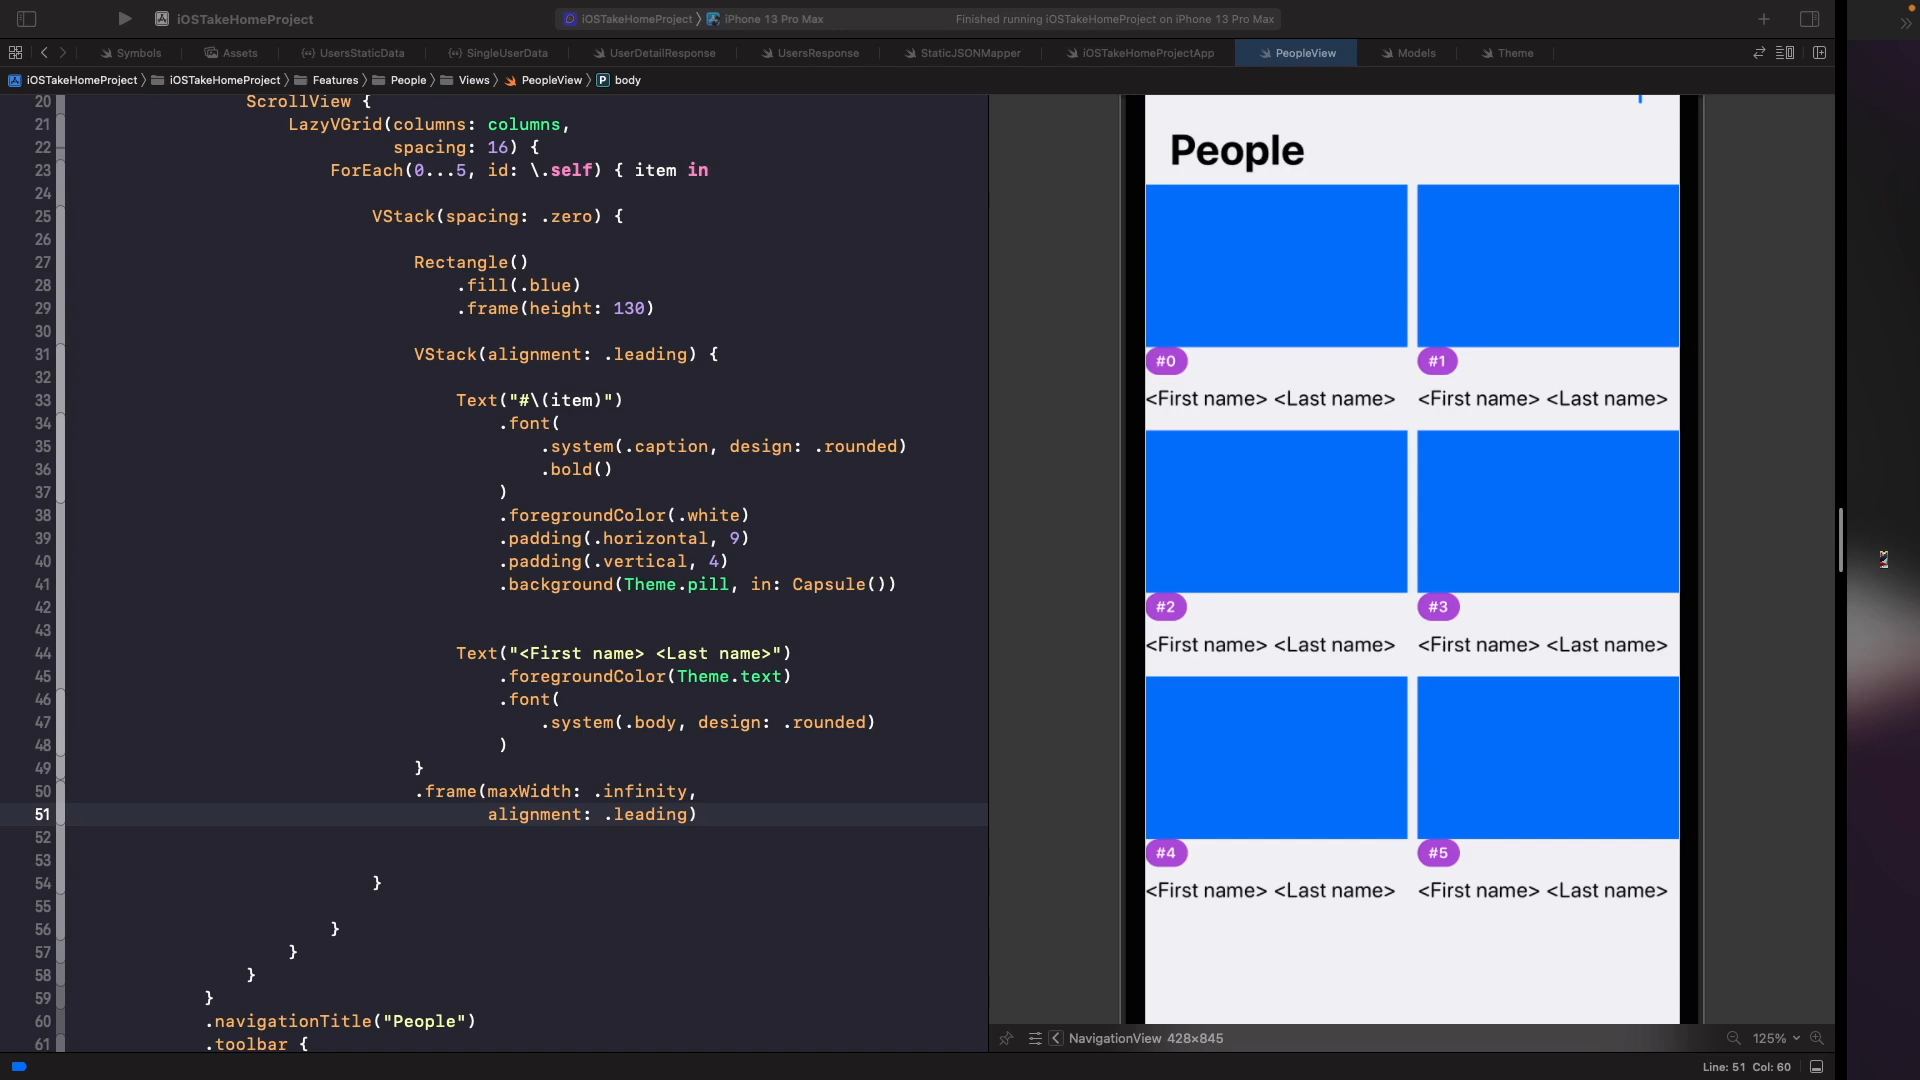 iOSTakeHomeProject
iOSTakeHomeProject 〉 iPhone 13 Pro Max
Finished running iOSTakeHomeProject on iPhone 13 Pro Max
Symbols
Assets
UsersStaticData
SingleUserData
UserDetailResponse
UsersResponse
StaticJSONMapper
iOSTakeHomeProjectApp
PeopleView
Models
Theme
iOSTakeHomeProject 〉 iOSTakeHomeProject 〉 Features 〉 People 〉 Views 〉 PeopleView 〉 P body
20 ScrollView {
21 LazyVGrid(columns: columns,
22 spacing: 16) {
23 ForEach(0...5, id: \.self) { item in
24
25 VStack(spacing: .zero) {
26
27 Rectangle()
28 .fill(.blue)
29 .frame(height: 130)
30
31 VStack(alignment: .leading) {
32
33 Text("#\(item)")
34 .font(
35 .system(.caption, design: .rounded)
36 .bold()
37 )
38 .foregroundColor(.white)
39 .padding(.horizontal, 9)
40 .padding(.vertical, 4)
41 .background(Theme.pill, in: Capsule())
42
43
44 Text("<First name> <Last name>")
45 .foregroundColor(Theme.text)
46 .font(
47 .system(.body, design: .rounded)
48 )
49 }
50 .frame(maxWidth: .infinity,
51 alignment: .leading)
52
53
54 }
55
56 }
57 }
58 }
59 }
60 .navigationTitle("People")
61 .toolbar {
People
#0
#1
<First name> <Last name>
<First name> <Last name>
#2
#3
<First name> <Last name>
<First name> <Last name>
#4
#5
<First name> <Last name>
<First name> <Last name>
NavigationView 428×845
125%
Line: 51 Col: 60